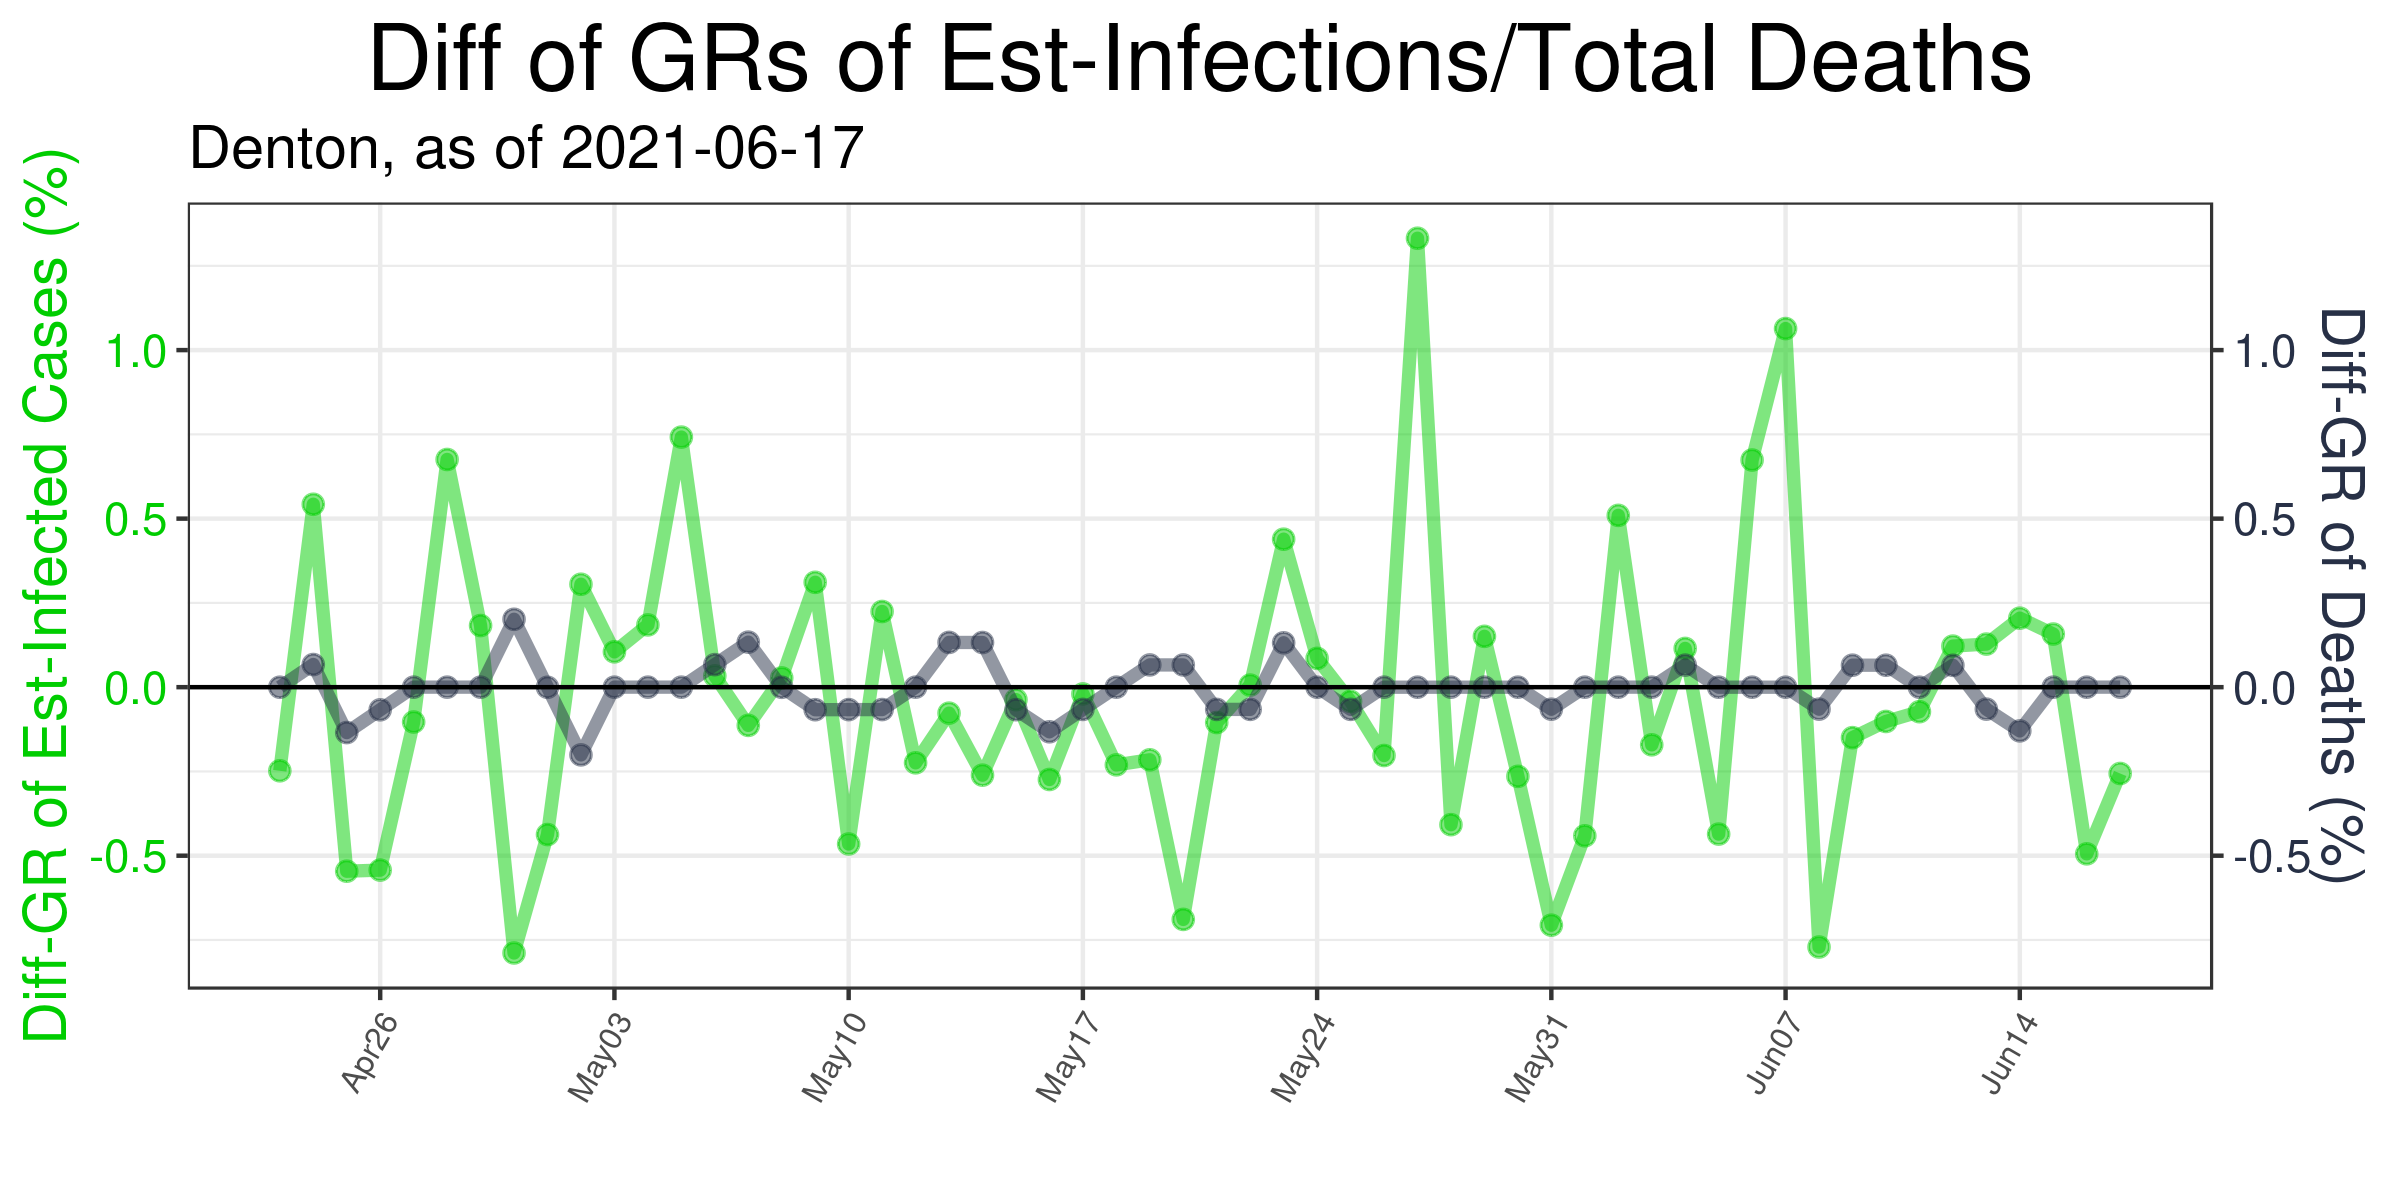 Diff of GRs of Est-Infections/Total Deaths
Denton, as of 2021-06-17
Diff-GR of Est-Infected Cases (%)
1.0
0.5
0.0
-0.5
1.0
0.5
0.0
-0.5
Diff-GR of Deaths (%)
Apr26
May03
May10
May17
May24
May31
Jun07
Jun14